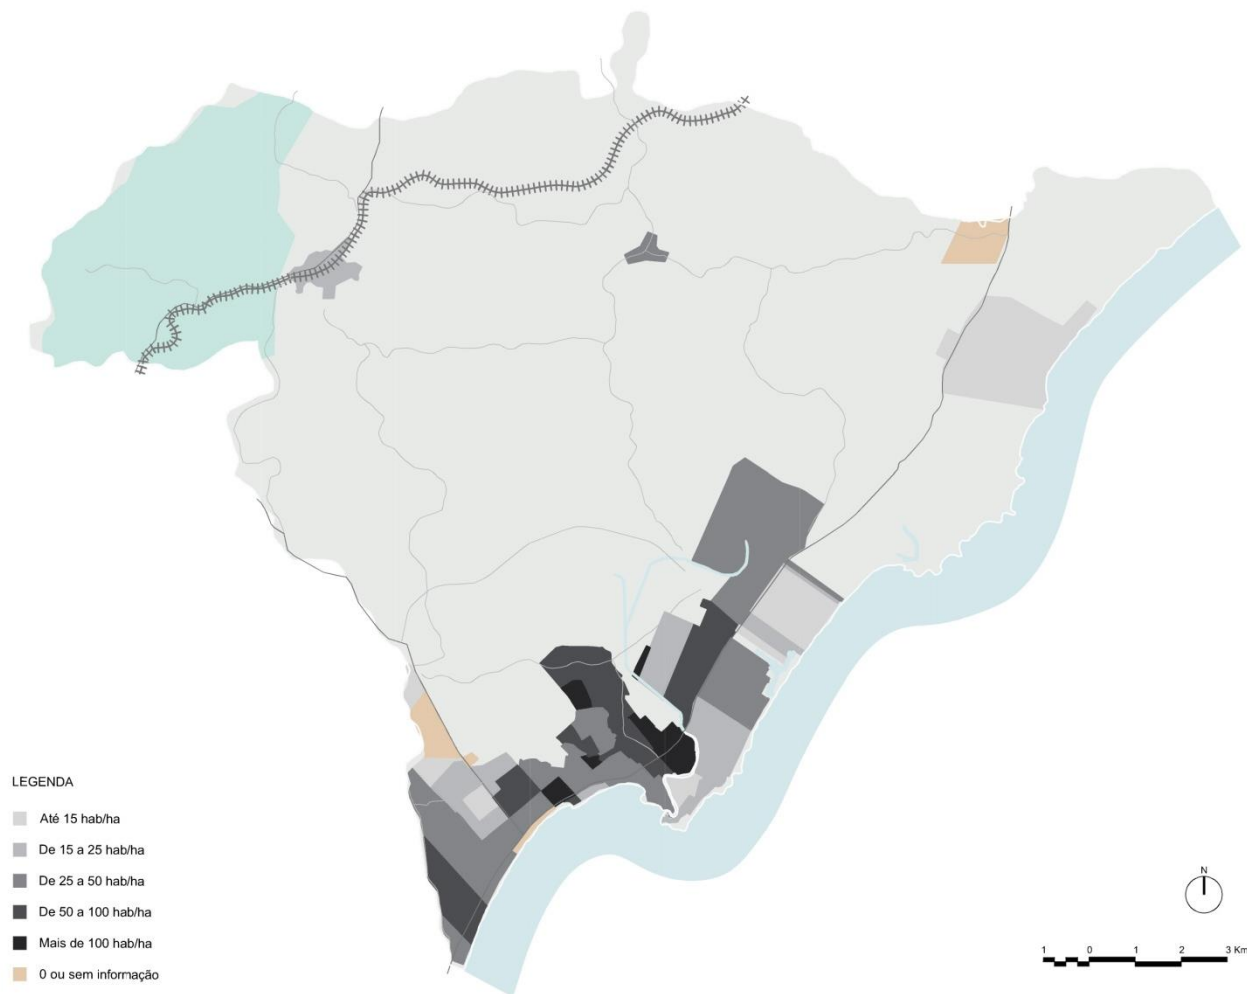 LEGENDA
Até 15 hab/ha
De 15 a 25 hab/ha
De 25 a 50 hab/ha
De 50 a 100 hab/ha
Mais de 100 hab/ha
0 ou sem informação
N
1 0 1 2 3 Km